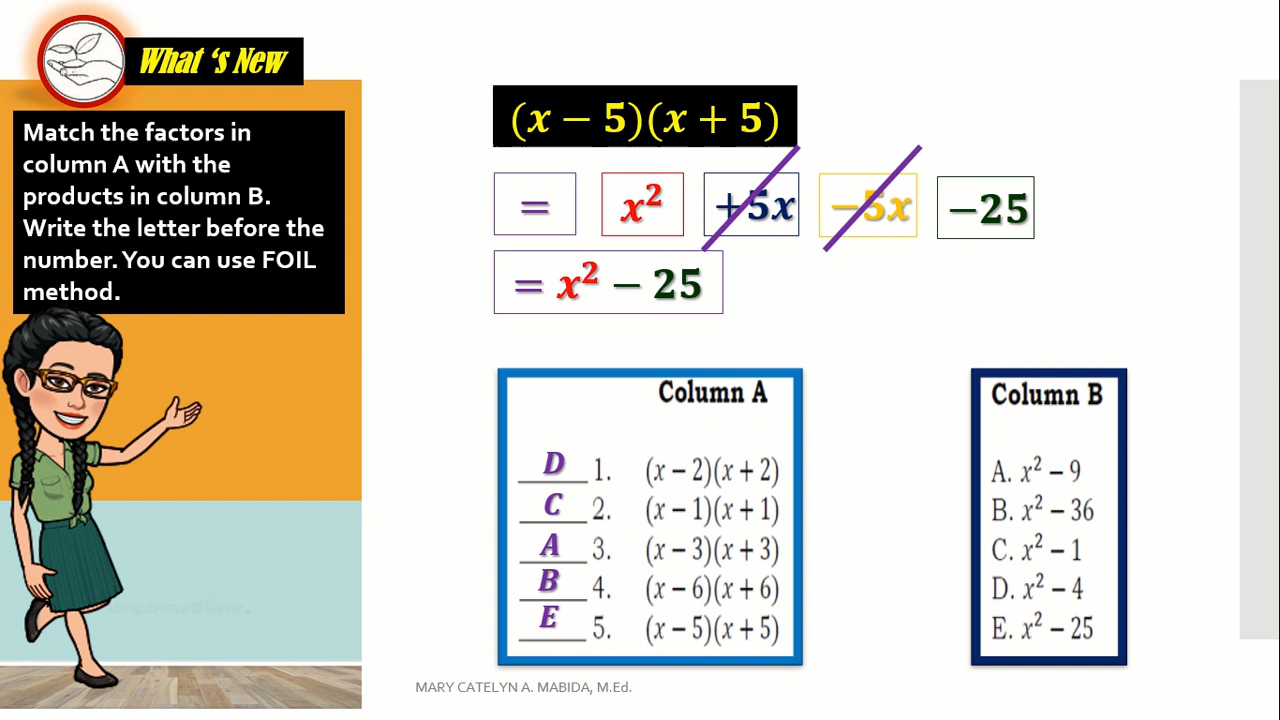 What ‘s New
Match the factors in
column A with the
products in column B.
Write the letter before the
number. You can use FOIL
method.
(x − 5)(x + 5)
= x² +5x −5x −25
= x² − 25
Column A
D 1. (x − 2)(x + 2)
C 2. (x − 1)(x + 1)
A 3. (x − 3)(x + 3)
B 4. (x − 6)(x + 6)
E 5. (x − 5)(x + 5)
Column B
A. x² − 9
B. x² − 36
C. x² − 1
D. x² − 4
E. x² − 25
dreamstime.
MARY CATELYN A. MABIDA, M.Ed.